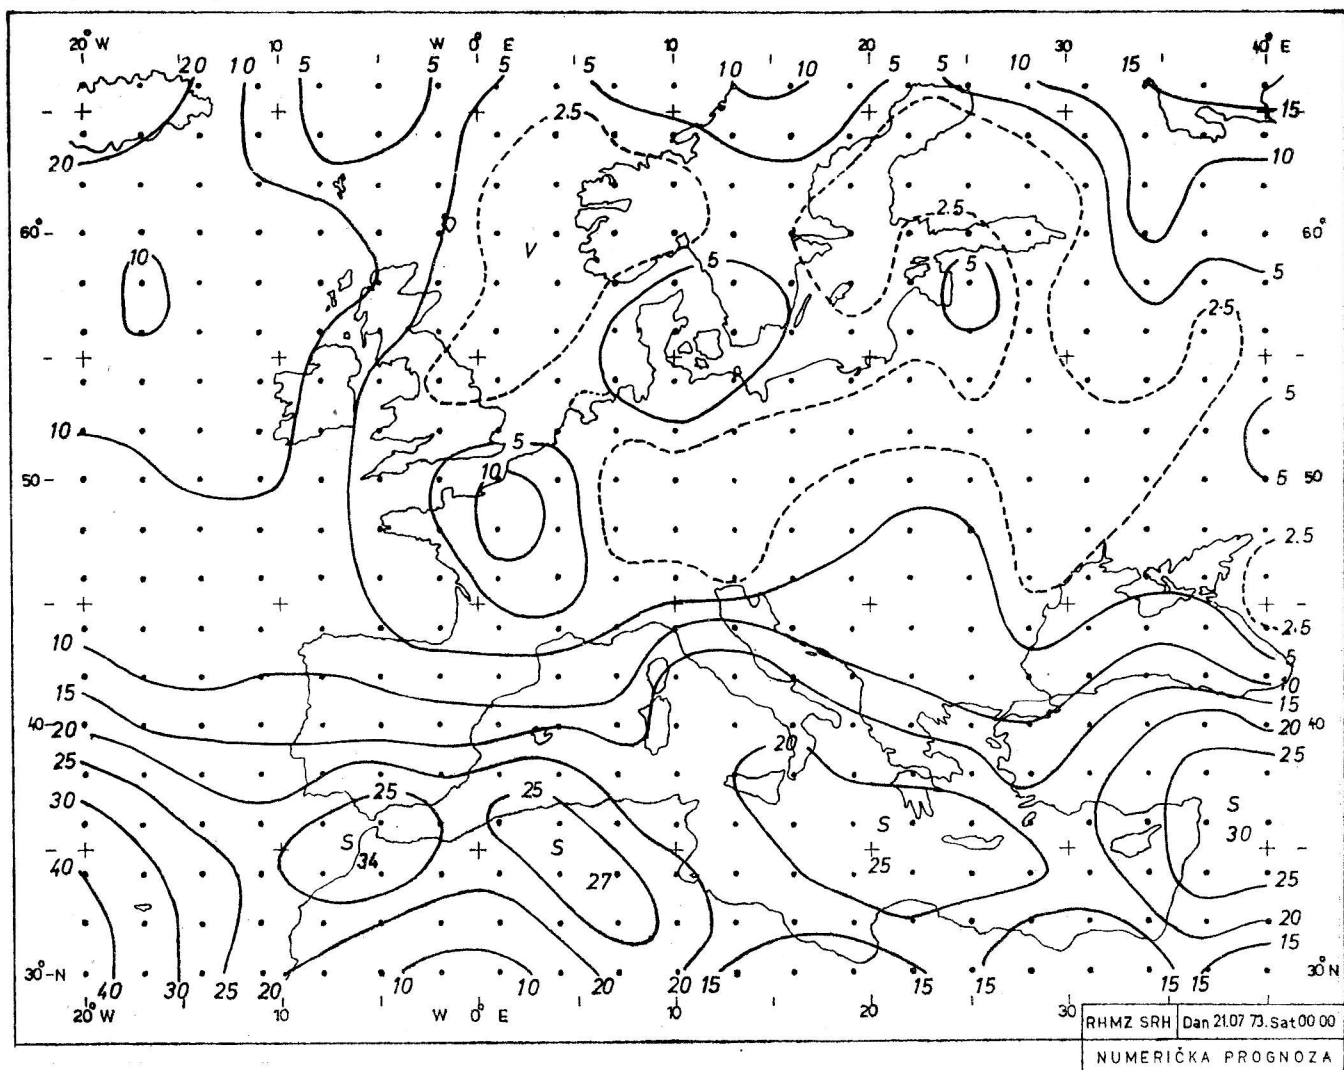 20° W 10 W 0° E 10 20 30 40° E
20 10 5 5 5 5 10 10 5 5 10 15
2.5 15
20 10
60° 2.5 60°
V
10 5 5 5
2.5
5
10 5
50 10 5 50
2.5
2.5
10 5
15 10
15
40 20 20 20 40
25 25 25 25
30 S S S S
34 25 30
40 27 25
20
15
30° N 30° N
40 30 25 20 10 10 20 20 15 15 15 15 15
20° W 10 W 0° E 10 20 30
RHMZ SRH Dan 21.07 73. Sat 00 00
NUMERIČKA PROGNOZA